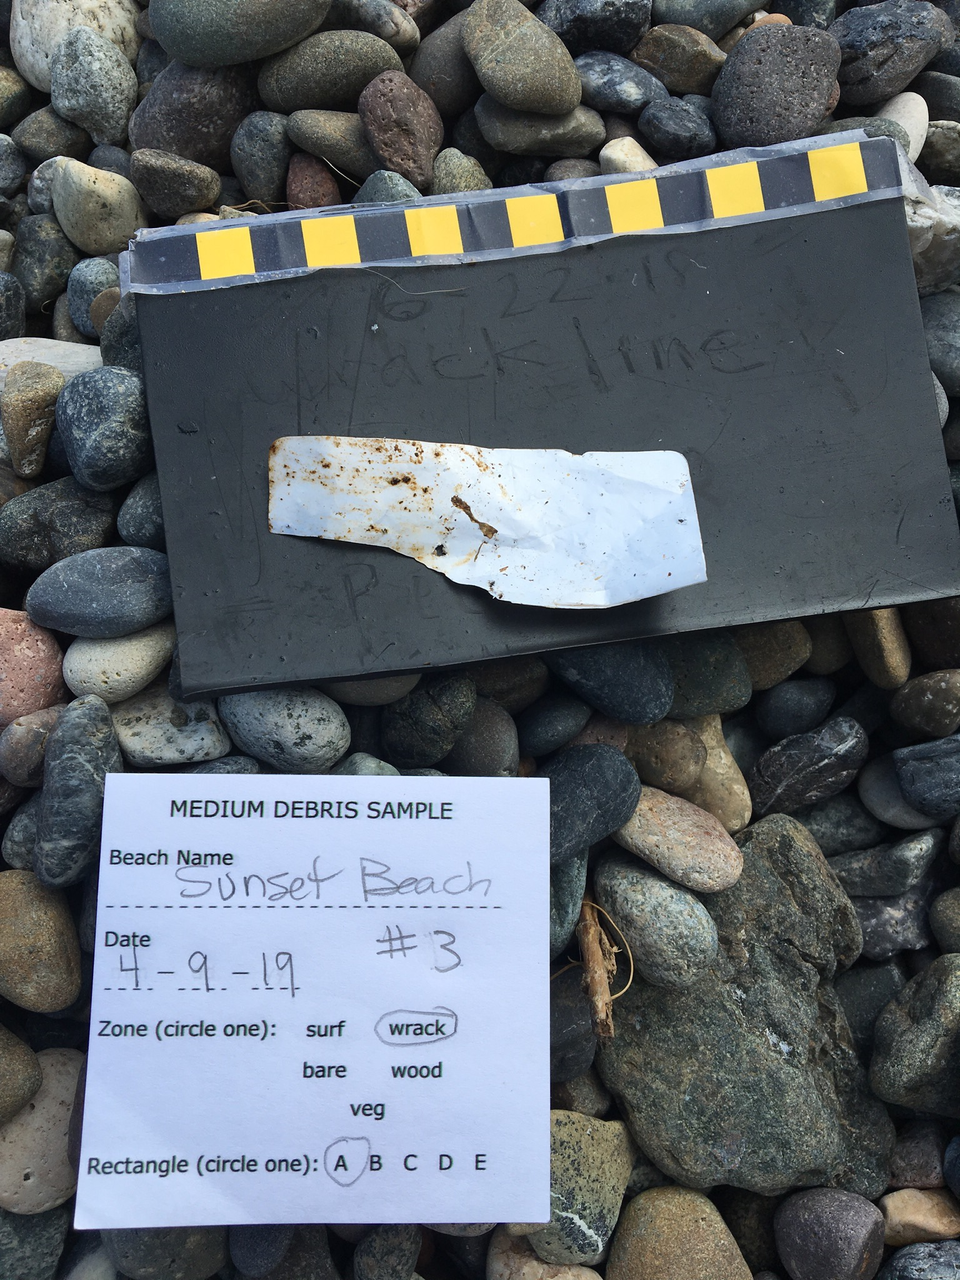 6-22-15
Wrack line
MEDIUM DEBRIS SAMPLE
Beach Name
Sunset Beach
Date
#3
4-9-19
Zone (circle one): surf wrack
bare wood
veg
Rectangle (circle one): A B C D E